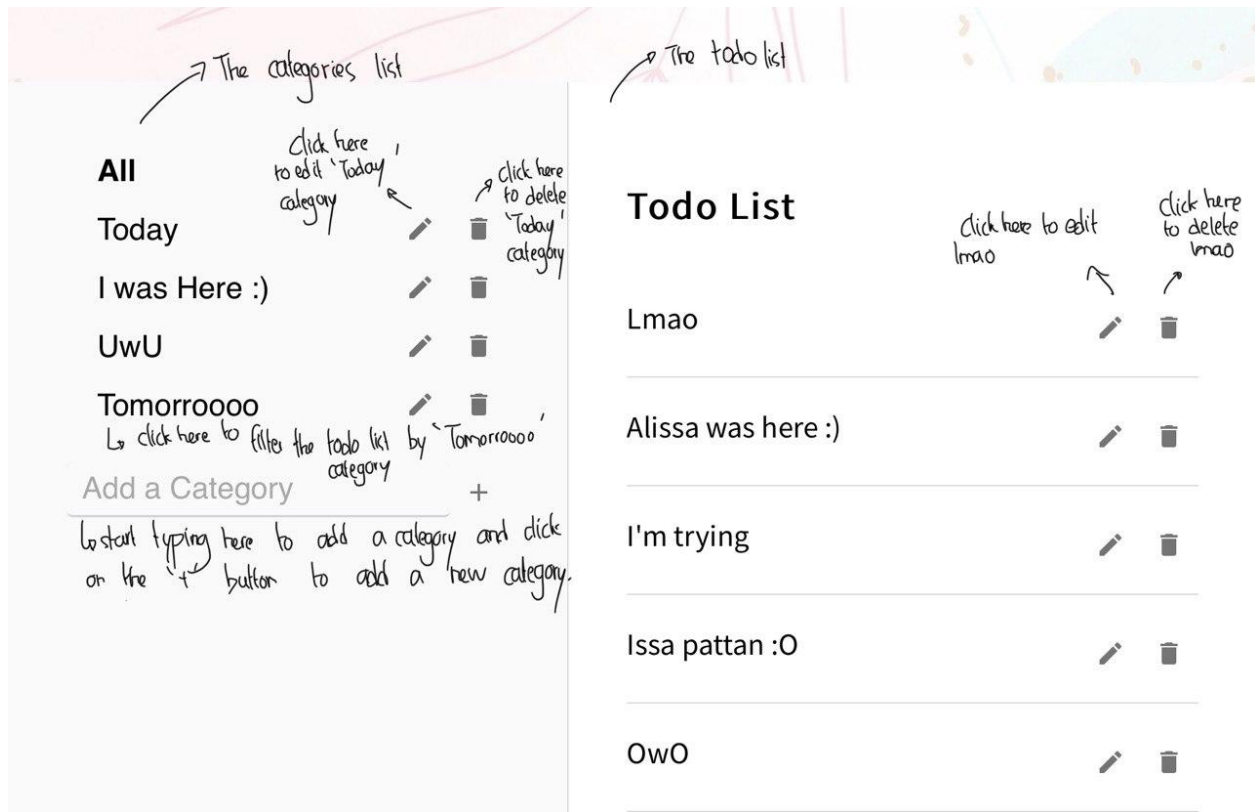 The categories list
All
Click here
to edit 'Today'
category
click here
to delete
'Today'
category
Today
I was Here :)
UwU
Tomorroooo
click here to filter the todo list by 'Tomorroooo'
category
Add a Category
+
start typing here to add a category and click
on the '+' button to add a new category.
The todo list
Todo List
Click here to edit
lmao
Click here
to delete
lmao
Lmao
Alissa was here :)
I'm trying
Issa pattan :O
OwO